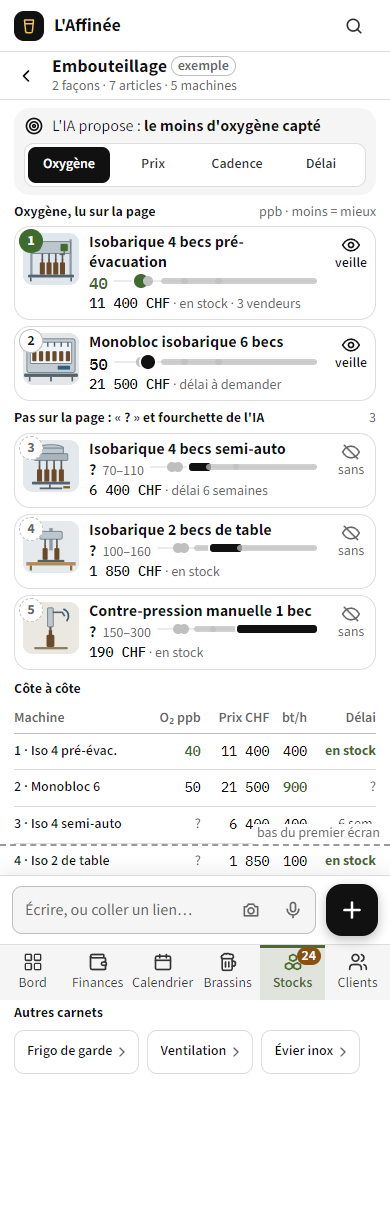 L'Affinée
Embouteillage exemple
2 façons · 7 articles · 5 machines
L'IA propose : le moins d'oxygène capté
Oxygène Prix Cadence Délai
Oxygène, lu sur la page ppb · moins = mieux
1
Isobarique 4 becs pré-
évacuation
40
veille
11 400 CHF · en stock · 3 vendeurs
2
Monobloc isobarique 6 becs
50
veille
21 500 CHF · délai à demander
Pas sur la page : « ? » et fourchette de l'IA 3
3
Isobarique 4 becs semi-auto
? 70–110
sans
6 400 CHF · délai 6 semaines
4
Isobarique 2 becs de table
? 100–160
sans
1 850 CHF · en stock
5
Contre-pression manuelle 1 bec
? 150–300
sans
190 CHF · en stock
Côte à côte
Machine O₂ ppb Prix CHF bt/h Délai
1 · Iso 4 pré-évac. 40 11 400 400 en stock
2 · Monobloc 6 50 21 500 900 ?
3 · Iso 4 semi-auto ? 6 400 400 6 sem.
bas du premier écran
4 · Iso 2 de table ? 1 850 100 en stock
Écrire, ou coller un lien…
24
Bord Finances Calendrier Brassins Stocks Clients
Autres carnets
Frigo de garde Ventilation Évier inox